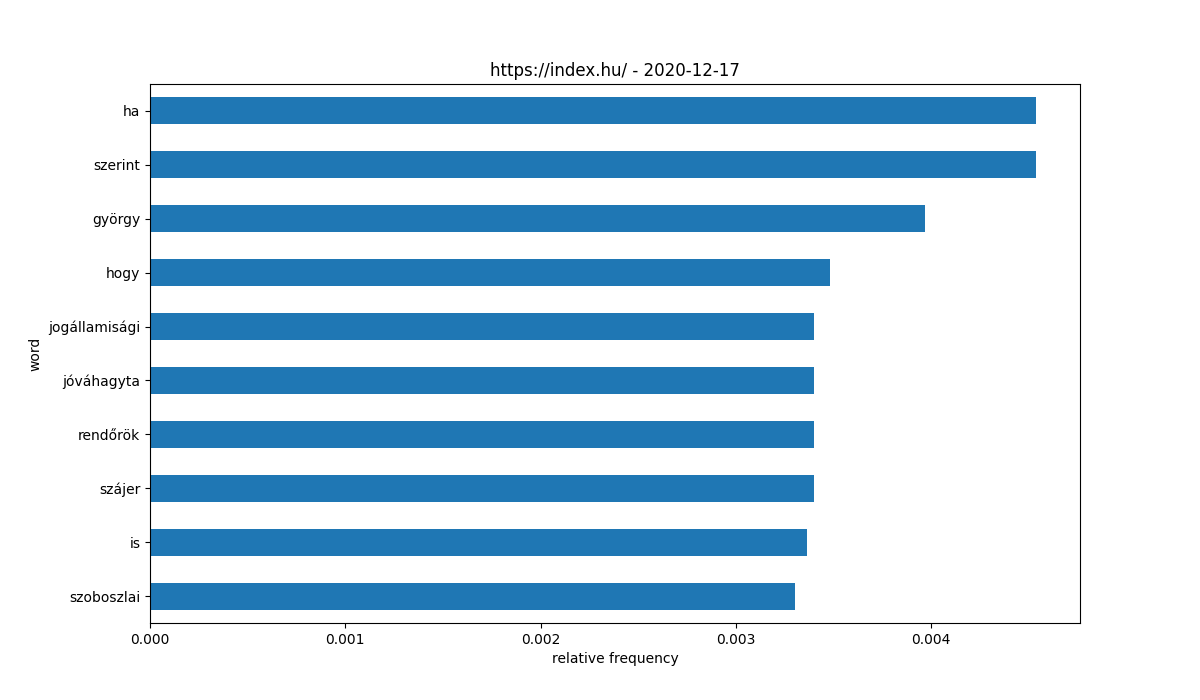 https://index.hu/ - 2020-12-17
ha
szerint
györgy
hogy
jogállamisági
jóváhagyta
rendőrök
szájer
is
szoboszlai
word
0.000 0.001 0.002 0.003 0.004
relative frequency